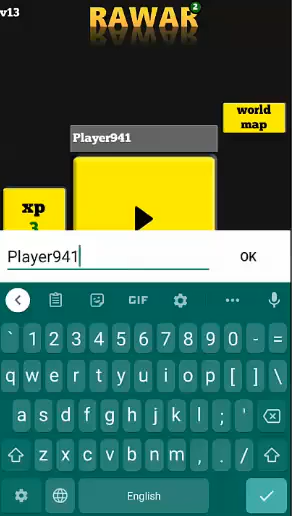 v13
RAWAR
2
world
map
Player941
xp
3
Player941
OK
GIF
` 1 2 3 4 5 6 7 8 9 0 - =
q w e r t y u i o p [ ] \
a s d f g h j k l ; '
z x c v b n m , . /
English